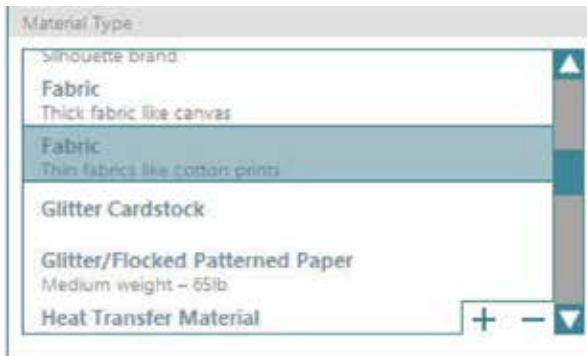 Material Type
Silhouette brand
Fabric
Thick fabric like canvas
Fabric
Thin fabrics like cotton prints
Glitter Cardstock
Glitter/Flocked Patterned Paper
Medium weight – 65lb
Heat Transfer Material
+ −